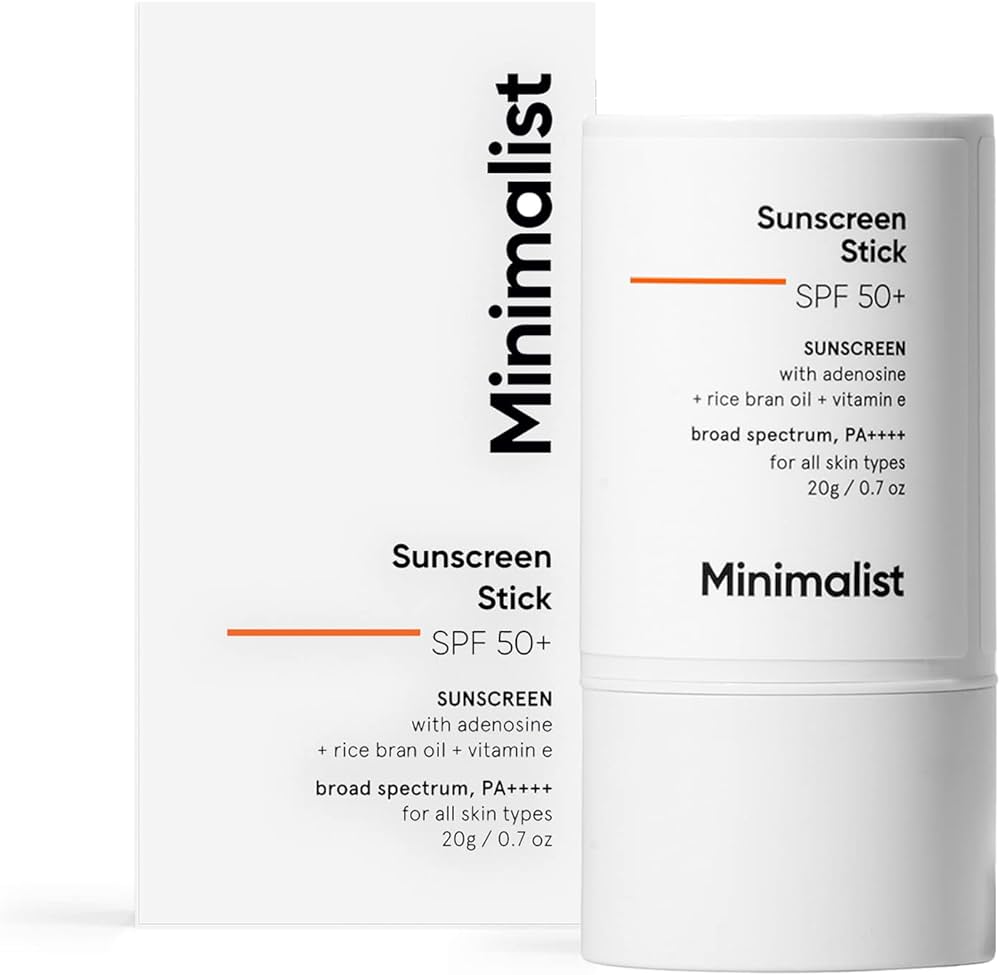 Minimalist
Sunscreen
Stick
SPF 50+
SUNSCREEN
with adenosine
+ rice bran oil + vitamin e
broad spectrum, PA++++
for all skin types
20g / 0.7 oz
Sunscreen
Stick
SPF 50+
SUNSCREEN
with adenosine
+ rice bran oil + vitamin e
broad spectrum, PA++++
for all skin types
20g / 0.7 oz
Minimalist